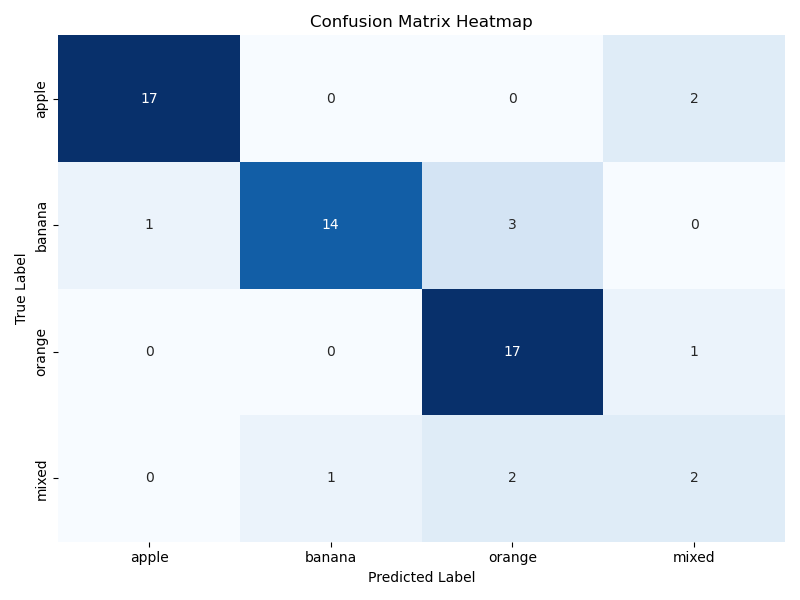 Confusion Matrix Heatmap
True Label
apple
17 0 0 2
banana
1 14 3 0
orange
0 0 17 1
mixed
0 1 2 2
apple banana orange mixed
Predicted Label